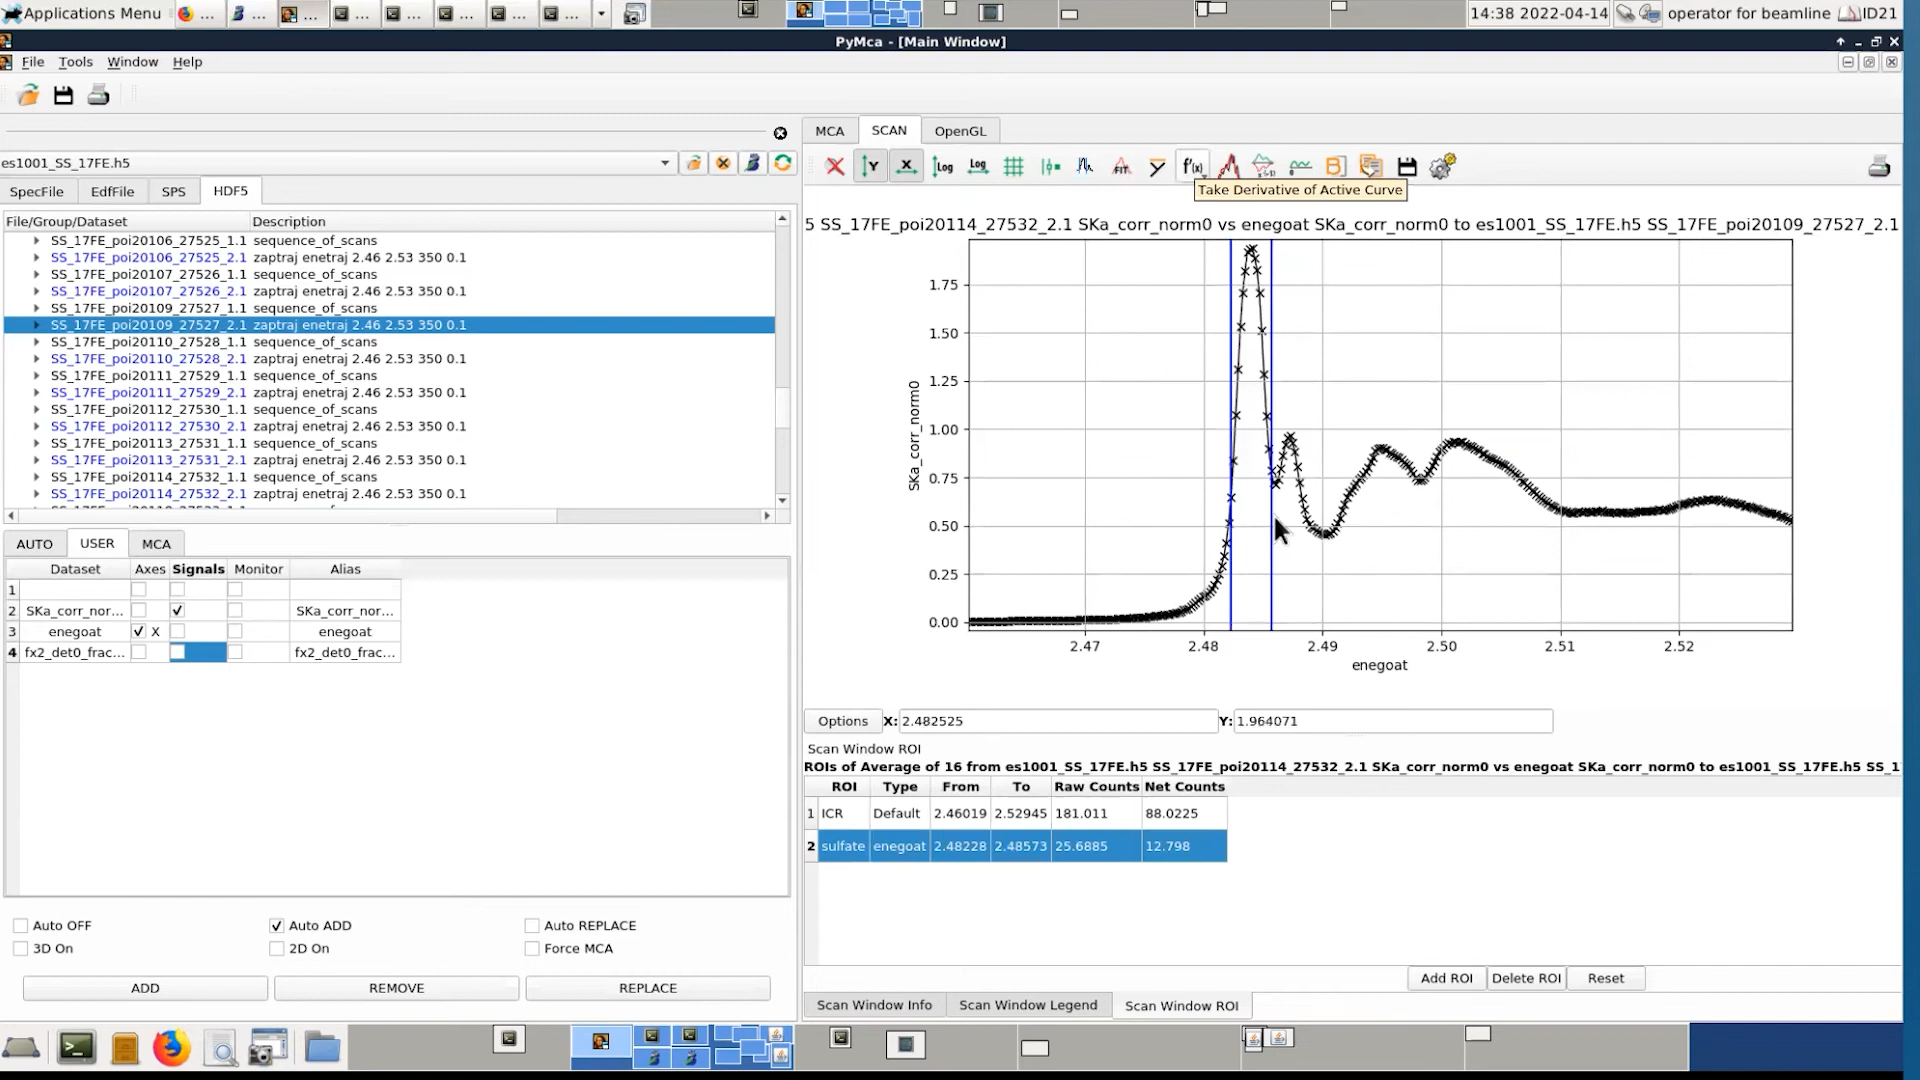 Applications Menu ... ... ... ... ... ... ... ... 14:38 2022-04-14 operator for beamline ID21
PyMca - [Main Window]
File Tools Window Help
es1001_SS_17FE.h5
SpecFile EdfFile SPS HDF5
File/Group/Dataset Description
SS_17FE_poi20106_27525_1.1 sequence_of_scans
SS_17FE_poi20106_27525_2.1 zaptraj enetraj 2.46 2.53 350 0.1
SS_17FE_poi20107_27526_1.1 sequence_of_scans
SS_17FE_poi20107_27526_2.1 zaptraj enetraj 2.46 2.53 350 0.1
SS_17FE_poi20109_27527_1.1 sequence_of_scans
SS_17FE_poi20109_27527_2.1 zaptraj enetraj 2.46 2.53 350 0.1
SS_17FE_poi20110_27528_1.1 sequence_of_scans
SS_17FE_poi20110_27528_2.1 zaptraj enetraj 2.46 2.53 350 0.1
SS_17FE_poi20111_27529_1.1 sequence_of_scans
SS_17FE_poi20111_27529_2.1 zaptraj enetraj 2.46 2.53 350 0.1
SS_17FE_poi20112_27530_1.1 sequence_of_scans
SS_17FE_poi20112_27530_2.1 zaptraj enetraj 2.46 2.53 350 0.1
SS_17FE_poi20113_27531_1.1 sequence_of_scans
SS_17FE_poi20113_27531_2.1 zaptraj enetraj 2.46 2.53 350 0.1
SS_17FE_poi20114_27532_1.1 sequence_of_scans
SS_17FE_poi20114_27532_2.1 zaptraj enetraj 2.46 2.53 350 0.1
AUTO USER MCA
Dataset Axes Signals Monitor Alias
1
2 SKa_corr_nor... SKa_corr_nor...
3 enegoat X enegoat
4 fx2_det0_frac... fx2_det0_frac...
Auto OFF Auto ADD Auto REPLACE
3D On 2D On Force MCA
ADD REMOVE REPLACE
MCA SCAN OpenGL
Y X Log Log FIT f'(x) B
Take Derivative of Active Curve
5 SS_17FE_poi20114_27532_2.1 SKa_corr_norm0 vs enegoat SKa_corr_norm0 to es1001_SS_17FE.h5 SS_17FE_poi20109_27527_2.1
1.75
1.50
1.25
1.00
0.75
0.50
0.25
0.00
SKa_corr_norm0
2.47 2.48 2.49 2.50 2.51 2.52
enegoat
Options X: 2.482525 Y: 1.964071
Scan Window ROI
ROIs of Average of 16 from es1001_SS_17FE.h5 SS_17FE_poi20114_27532_2.1 SKa_corr_norm0 vs enegoat SKa_corr_norm0 to es1001_SS_17FE.h5 SS_1
ROI Type From To Raw Counts Net Counts
1 ICR Default 2.46019 2.52945 181.011 88.0225
2 sulfate enegoat 2.48228 2.48573 25.6885 12.798
Add ROI Delete ROI Reset
Scan Window Info Scan Window Legend Scan Window ROI